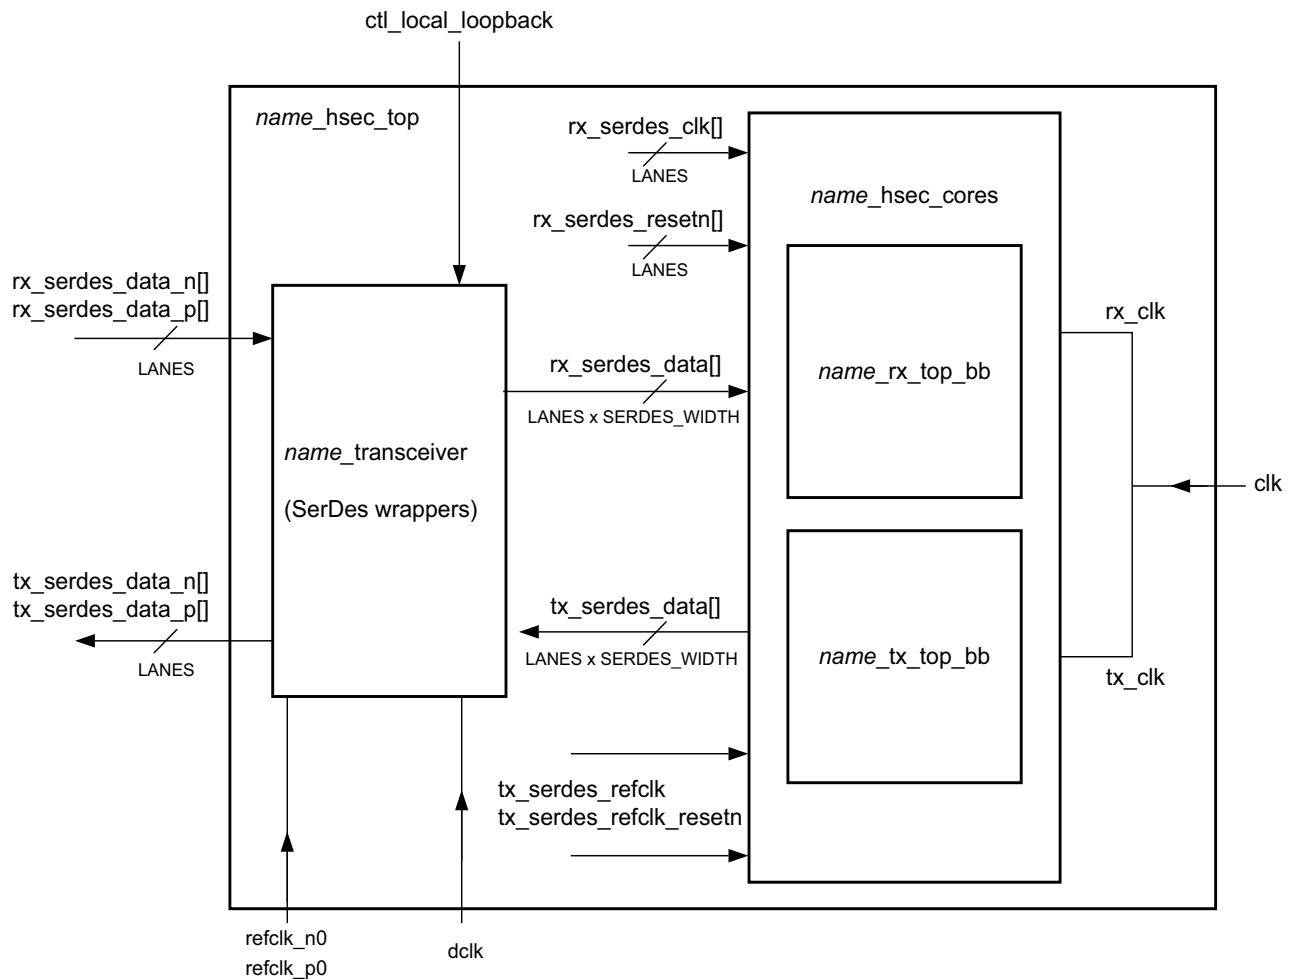 ctl_local_loopback
name_hsec_top
rx_serdes_clk[]
LANES
name_hsec_cores
rx_serdes_resetn[]
LANES
rx_serdes_data_n[]
rx_serdes_data_p[]
LANES
rx_clk
rx_serdes_data[]
LANES x SERDES_WIDTH
name_rx_top_bb
name_transceiver
(SerDes wrappers)
clk
tx_serdes_data_n[]
tx_serdes_data_p[]
LANES
tx_serdes_data[]
LANES x SERDES_WIDTH
name_tx_top_bb
tx_clk
tx_serdes_refclk
tx_serdes_refclk_resetn
refclk_n0
refclk_p0
dclk